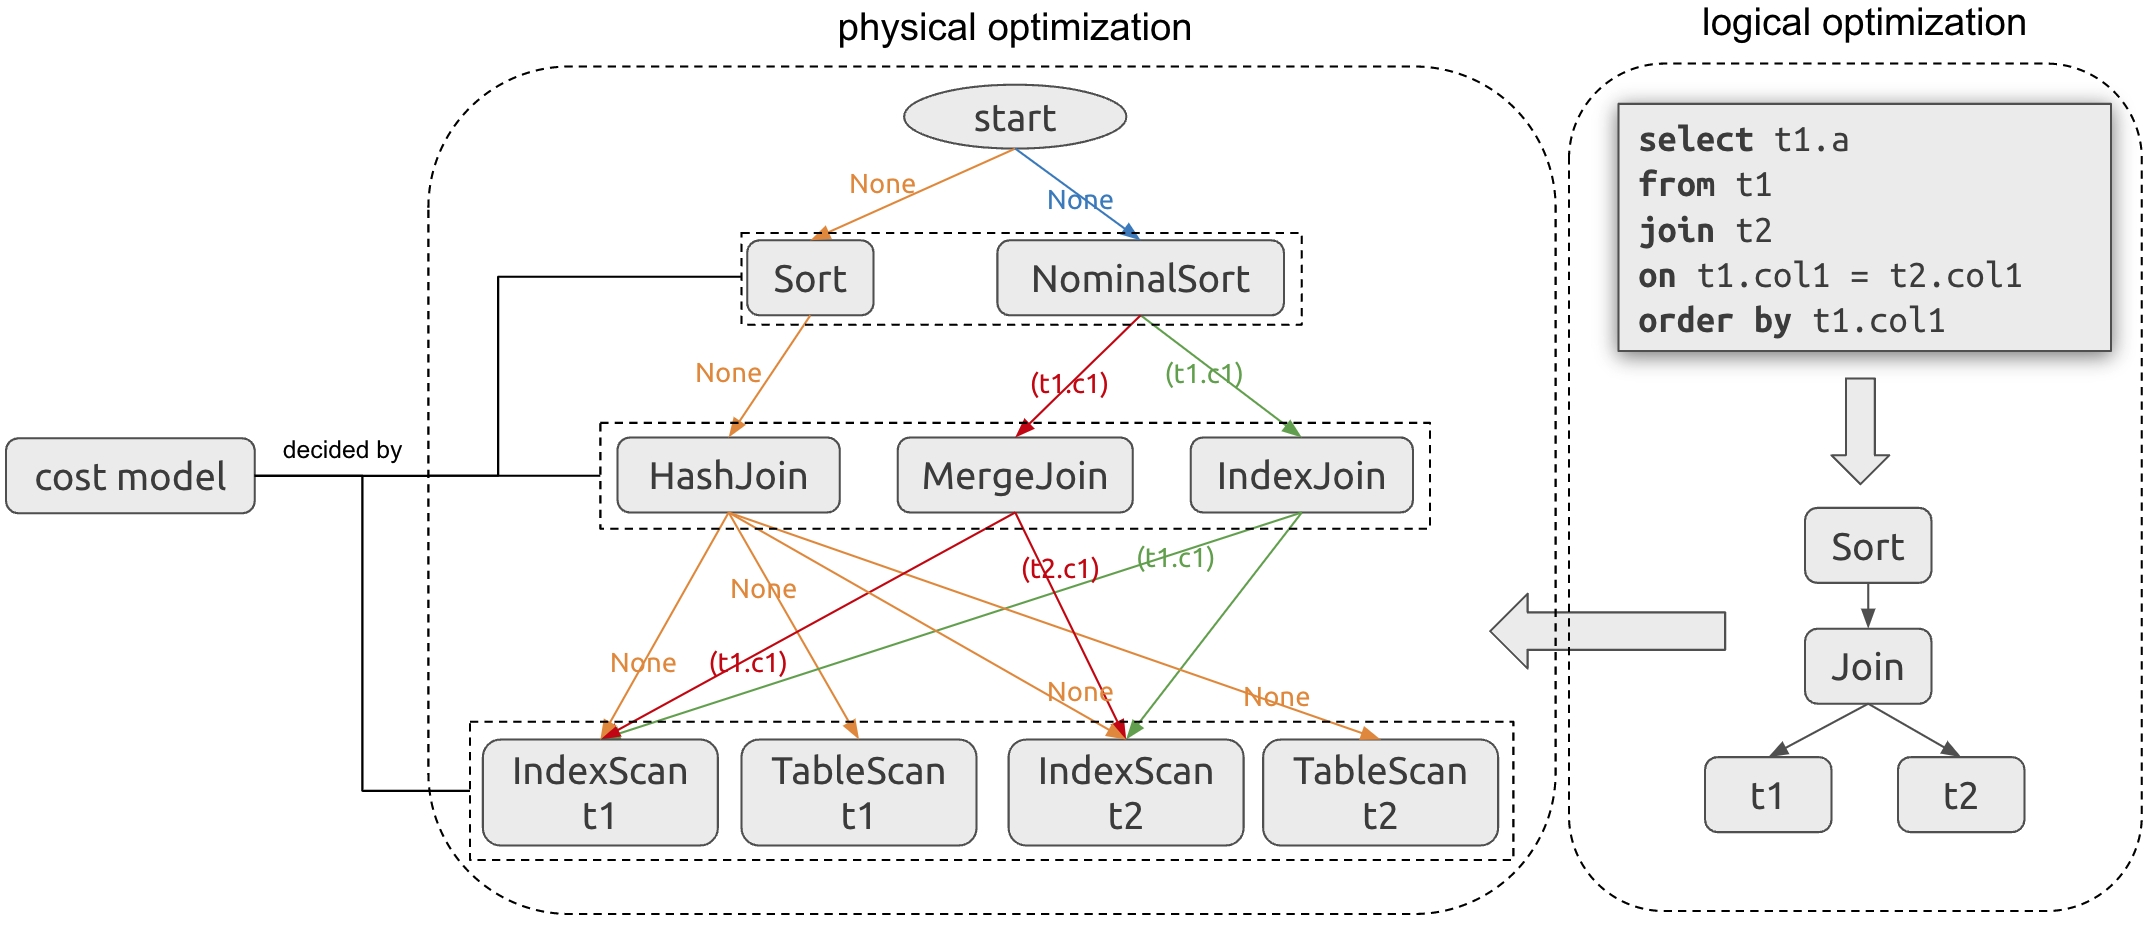 physical optimization
logical optimization
start
None
None
Sort
NominalSort
None
(t1.c1)
(t1.c1)
cost model
decided by
HashJoin
MergeJoin
IndexJoin
None
(t2.c1)
(t1.c1)
None
(t1.c1)
None
None
IndexScan
t1
TableScan
t1
IndexScan
t2
TableScan
t2
select t1.a
from t1
join t2
on t1.col1 = t2.col1
order by t1.col1
Sort
Join
t1
t2